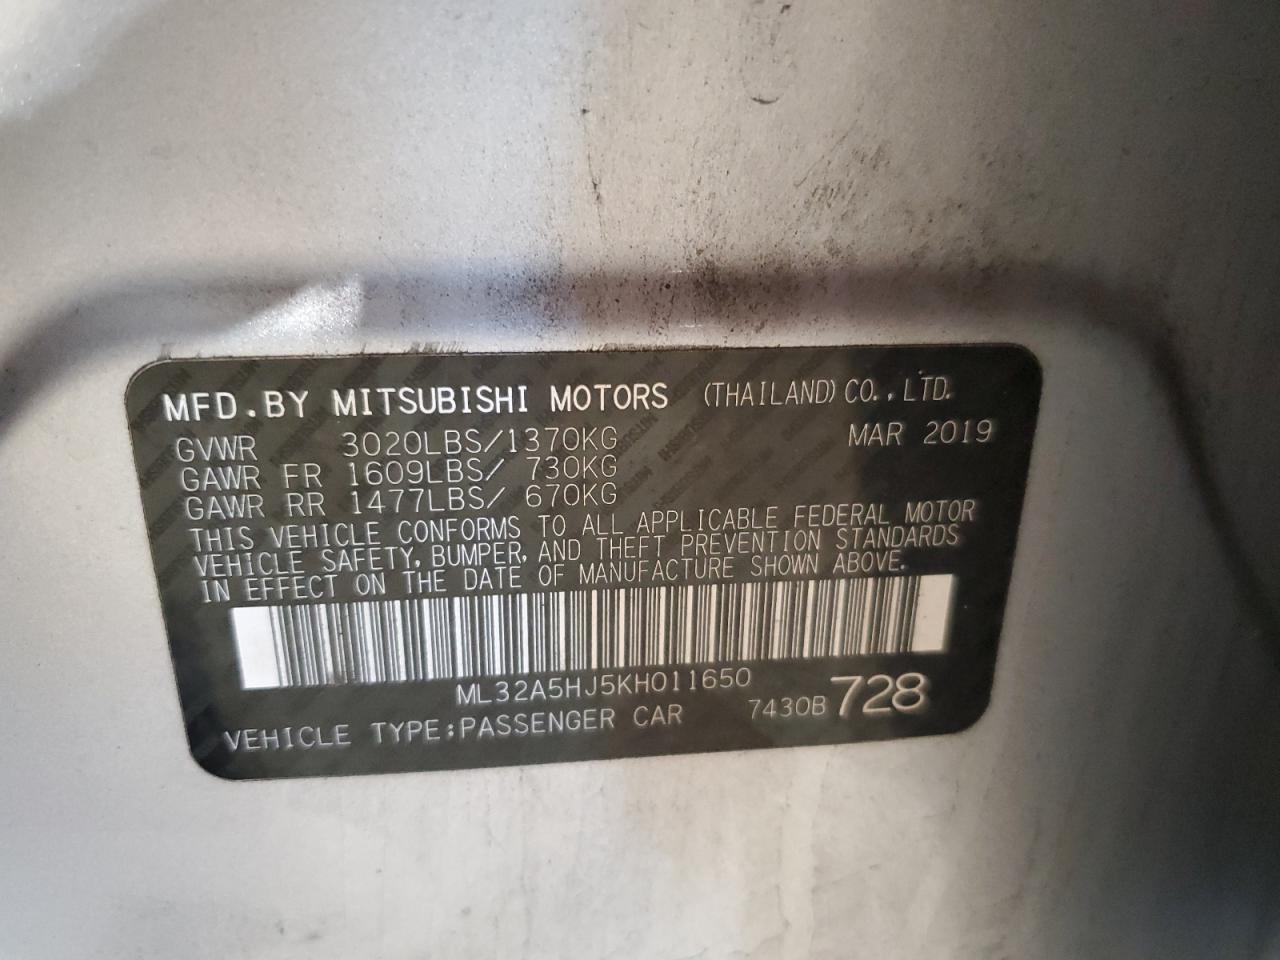 MFD.BY MITSUBISHI MOTORS (THAILAND) CO., LTD.
GVWR 3020LBS/1370KG MAR 2019
GAWR FR 1609LBS/ 730KG
GAWR RR 1477LBS/ 670KG
THIS VEHICLE CONFORMS TO ALL APPLICABLE FEDERAL MOTOR
VEHICLE SAFETY, BUMPER, AND THEFT PREVENTION STANDARDS
IN EFFECT ON THE DATE OF MANUFACTURE SHOWN ABOVE.
ML32A5HJ5KH011650
VEHICLE TYPE:PASSENGER CAR 7430B 728